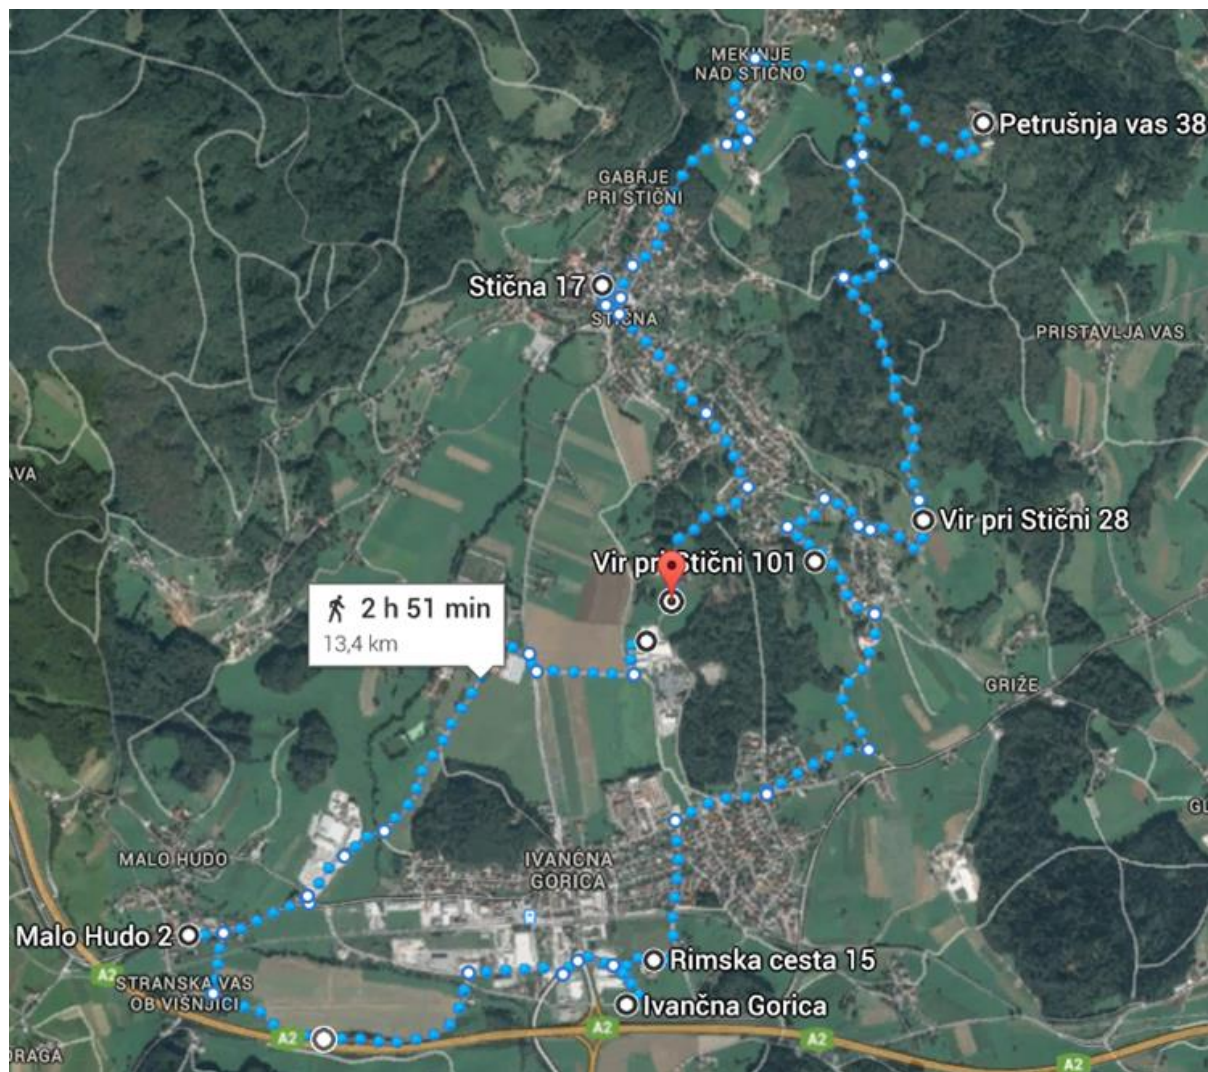 MEKINJE
NAD STIČNO
Petrušnja vas 38
GABRJE
PRI STIČNI
Stična 17
STIČNA
PRISTAVLJA VAS
AVA
Vir pri Stični 28
Vir pri Stični 101
2 h 51 min
13,4 km
GRIŽE
MALO HUDO
IVANČNA
GORICA
Malo Hudo 2
A2
STRANSKA VAS
OB VIŠNJICI
Rimska cesta 15
Ivančna Gorica
A2
A2
A2
A2
DRAGA